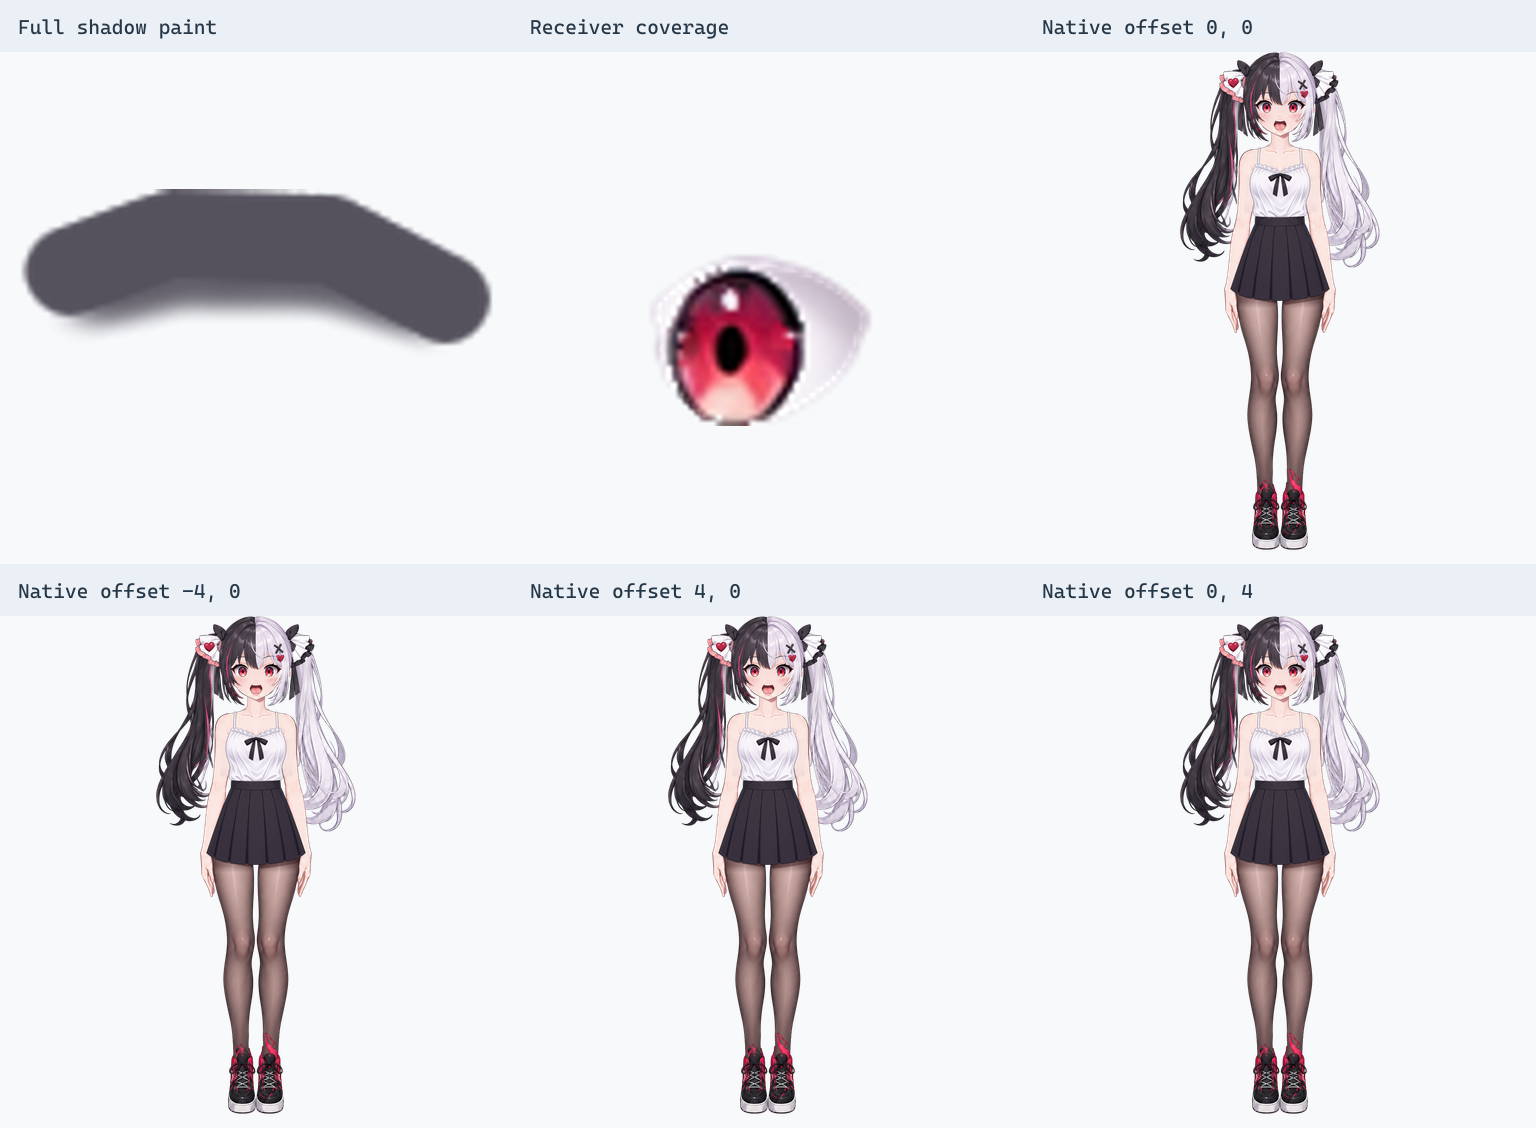 Full shadow paint
Receiver coverage
Native offset 0, 0
Native offset −4, 0
Native offset 4, 0
Native offset 0, 4